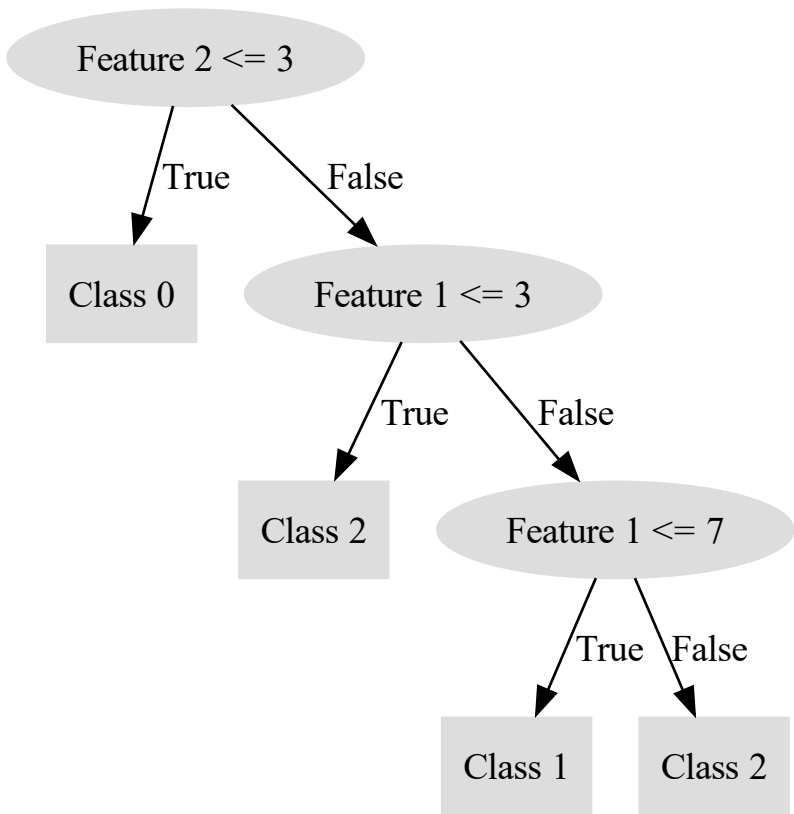 Feature 2 <= 3
True
False
Class 0
Feature 1 <= 3
True
False
Class 2
Feature 1 <= 7
True
False
Class 1
Class 2